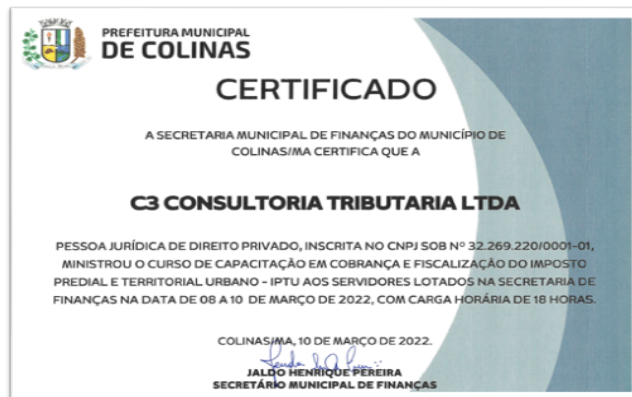 PREFEITURA MUNICIPAL
DE COLINAS
CERTIFICADO
A SECRETARIA MUNICIPAL DE FINANÇAS DO MUNICÍPIO DE
COLINAS/MA CERTIFICA QUE A
C3 CONSULTORIA TRIBUTARIA LTDA
PESSOA JURÍDICA DE DIREITO PRIVADO, INSCRITA NO CNPJ SOB Nº 32.269.220/0001-01,
MINISTROU O CURSO DE CAPACITAÇÃO EM COBRANÇA E FISCALIZAÇÃO DO IMPOSTO
PREDIAL E TERRITORIAL URBANO - IPTU AOS SERVIDORES LOTADOS NA SECRETARIA DE
FINANÇAS NA DATA DE 08 A 10 DE MARÇO DE 2022, COM CARGA HORÁRIA DE 18 HORAS.
COLINAS/MA, 10 DE MARÇO DE 2022.
JALDO HENRIQUE PEREIRA
SECRETÁRIO MUNICIPAL DE FINANÇAS